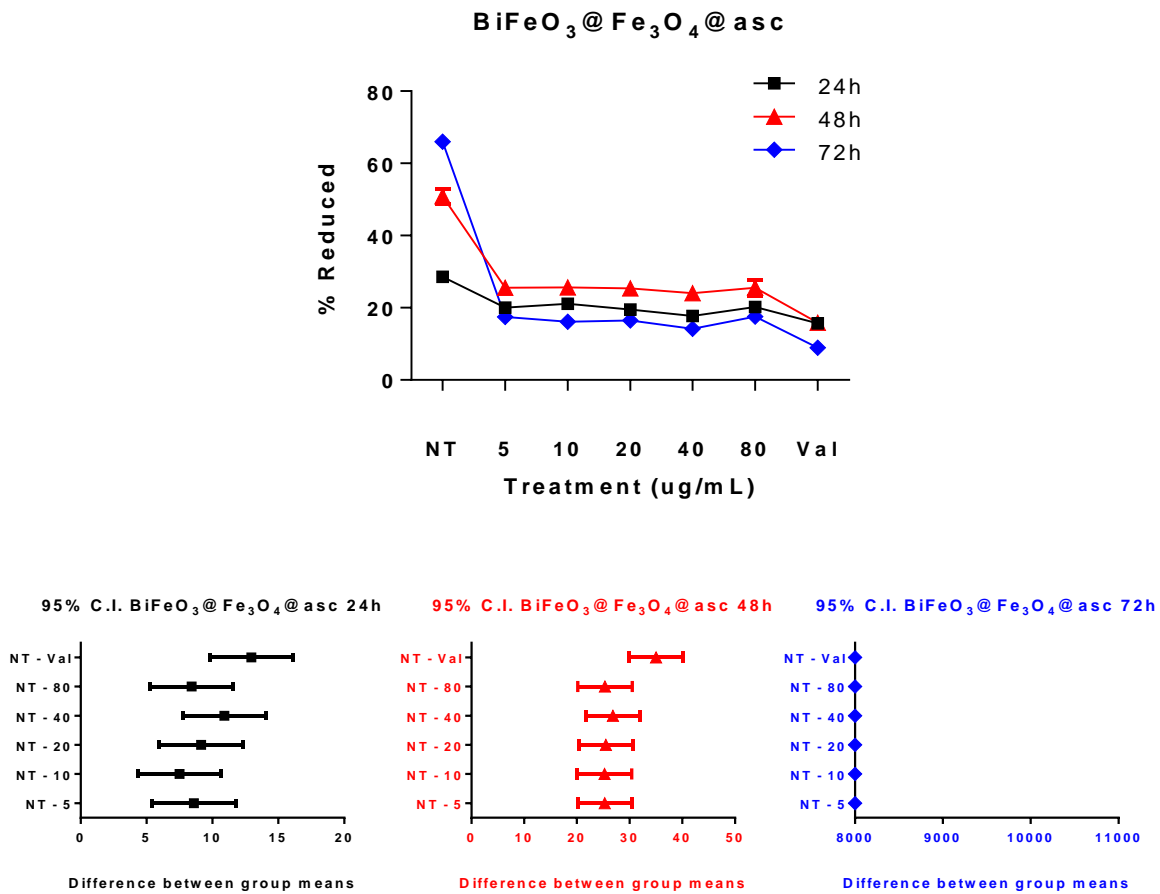 BiFeO₃@Fe₃O₄@asc
24h
48h
72h
% Reduced
80
60
40
20
0
NT 5 10 20 40 80 Val
Treatment (ug/mL)
95% C.I. BiFeO₃@Fe₃O₄@asc 24h
NT - Val
NT - 80
NT - 40
NT - 20
NT - 10
NT - 5
0 5 10 15 20
Difference between group means
95% C.I. BiFeO₃@Fe₃O₄@asc 48h
NT - Val
NT - 80
NT - 40
NT - 20
NT - 10
NT - 5
0 10 20 30 40 50
Difference between group means
95% C.I. BiFeO₃@Fe₃O₄@asc 72h
NT - Val
NT - 80
NT - 40
NT - 20
NT - 10
NT - 5
8000 9000 10000 11000
Difference between group means